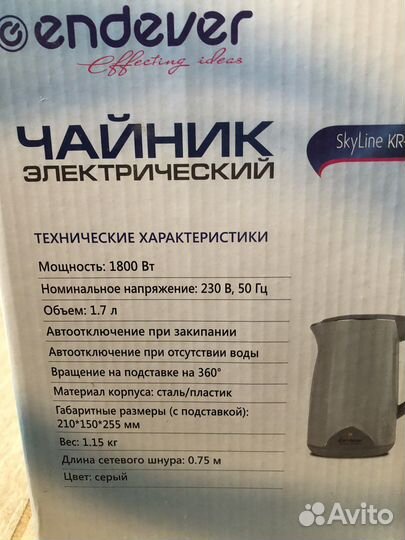 endever
effecting ideas
ЧАЙНИК
ЭЛЕКТРИЧЕСКИЙ
SkyLine KR-
ТЕХНИЧЕСКИЕ ХАРАКТЕРИСТИКИ
Мощность: 1800 Вт
Номинальное напряжение: 230 В, 50 Гц
Объем: 1.7 л
Автоотключение при закипании
Автоотключение при отсутствии воды
Вращение на подставке на 360°
Материал корпуса: сталь/пластик
Габаритные размеры (с подставкой):
210*150*255 мм
Вес: 1.15 кг
Длина сетевого шнура: 0.75 м
Цвет: серый
endever
Avito